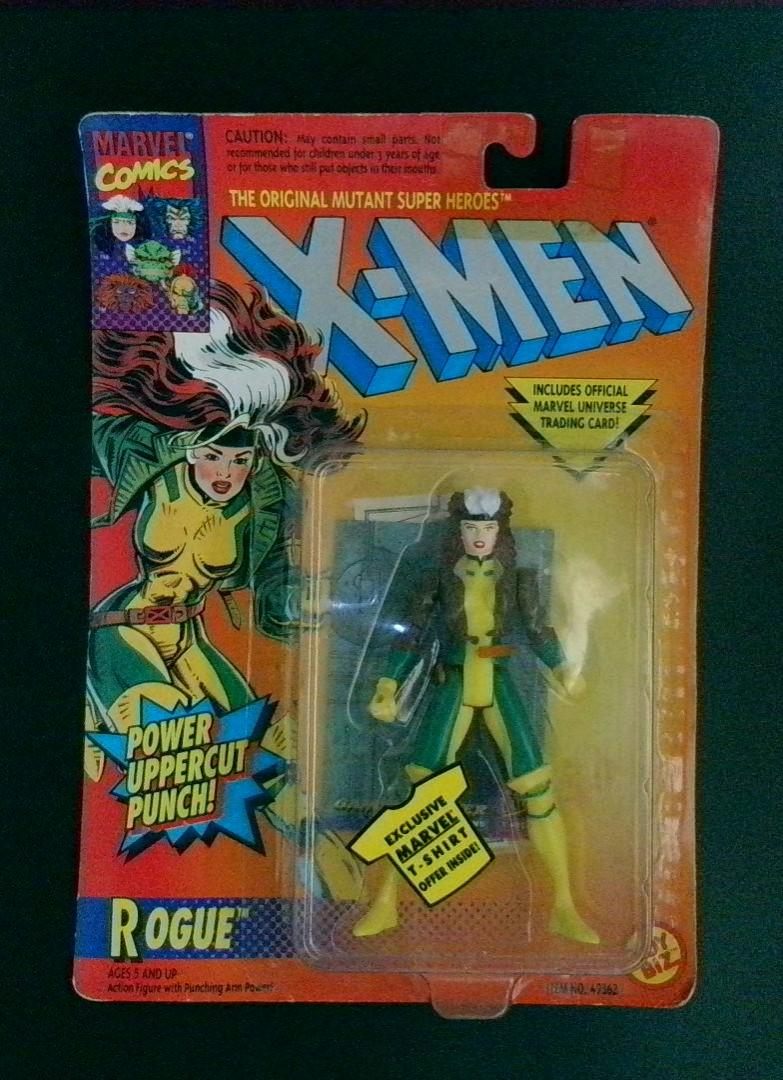 MARVEL®
COMICS
CAUTION: May contain small parts. Not
recommended for children under 3 years of age
or for those who still put objects in their mouths.
THE ORIGINAL MUTANT SUPER HEROES™
X-MEN®
INCLUDES OFFICIAL
MARVEL UNIVERSE
TRADING CARD!
POWER
UPPERCUT
PUNCH!
EXCLUSIVE
MARVEL
T-SHIRT
OFFER INSIDE!
ROGUE™
AGES 5 AND UP
Action Figure with Punching Arm Power!
ITEM NO. 49362
TOY
BIZ